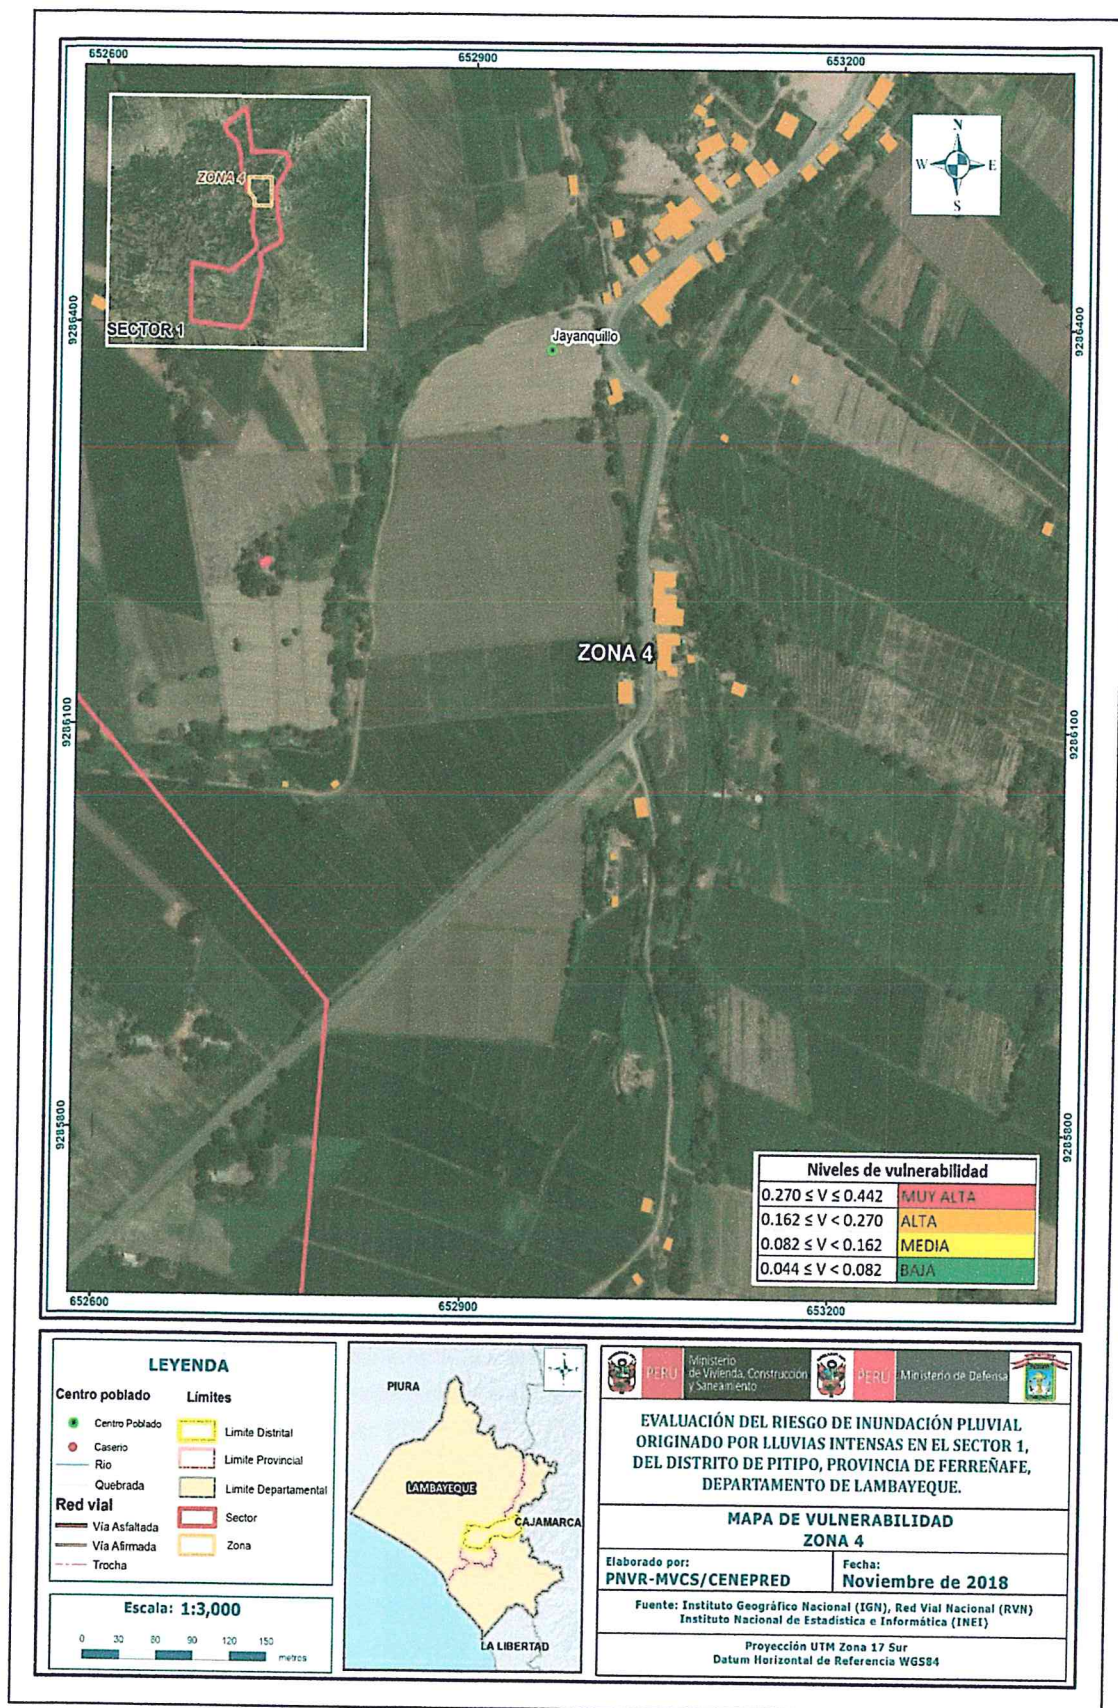 652600
652900
653200
N
W E
S
ZONA 4
SECTOR 1
9286400
9286400
Jayanquillo
ZONA 4
9286100
9286100
9285800
9285800
Niveles de vulnerabilidad
0.270 ≤ V ≤ 0.442 MUY ALTA
0.162 ≤ V < 0.270 ALTA
0.082 ≤ V < 0.162 MEDIA
0.044 ≤ V < 0.082 BAJA
652600
652900
653200
LEYENDA
Centro poblado
Centro Poblado
Caserio
Rio
Quebrada
Red vial
Vía Asfaltada
Vía Afirmada
Trocha
Límites
Limite Distrital
Limite Provincial
Limite Departamental
Sector
Zona
Escala: 1:3,000
0 30 60 90 120 150
metros
PIURA
LAMBAYEQUE
CAJAMARCA
LA LIBERTAD
PERÚ
Ministerio
de Vivienda, Construcción
y Saneamiento
PERÚ
Ministerio de Defensa
EVALUACIÓN DEL RIESGO DE INUNDACIÓN PLUVIAL
ORIGINADO POR LLUVIAS INTENSAS EN EL SECTOR 1,
DEL DISTRITO DE PITIPO, PROVINCIA DE FERREÑAFE,
DEPARTAMENTO DE LAMBAYEQUE.
MAPA DE VULNERABILIDAD
ZONA 4
Elaborado por:
PNVR-MVCS/CENEPRED
Fecha:
Noviembre de 2018
Fuente: Instituto Geográfico Nacional (IGN), Red Vial Nacional (RVN)
Instituto Nacional de Estadística e Informática (INEI)
Proyección UTM Zona 17 Sur
Datum Horizontal de Referencia WGS84